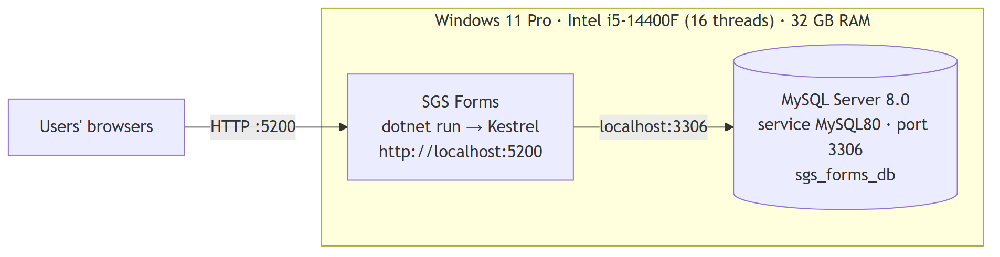 Windows 11 Pro · Intel i5-14400F (16 threads) · 32 GB RAM
Users' browsers
HTTP :5200
SGS Forms
dotnet run → Kestrel
http://localhost:5200
localhost:3306
MySQL Server 8.0
service MySQL80 · port
3306
sgs_forms_db